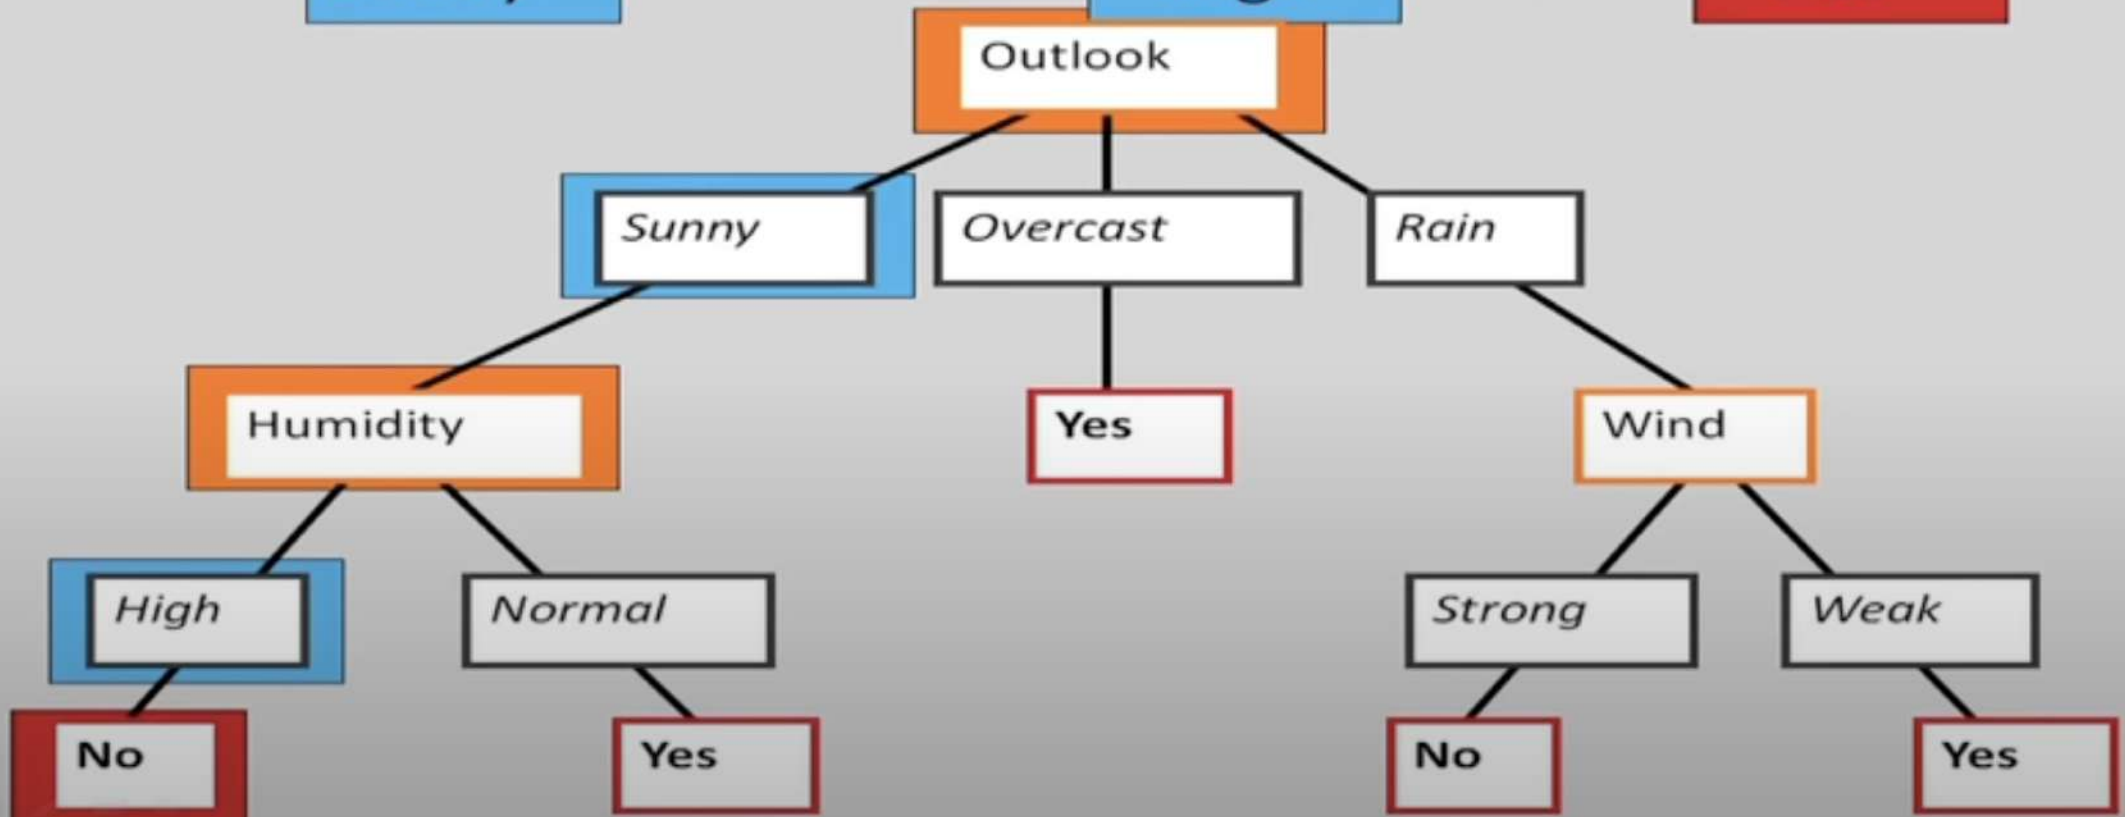 Outlook
Sunny
Overcast
Rain
Humidity
Yes
Wind
High
Normal
Strong
Weak
No
Yes
No
Yes